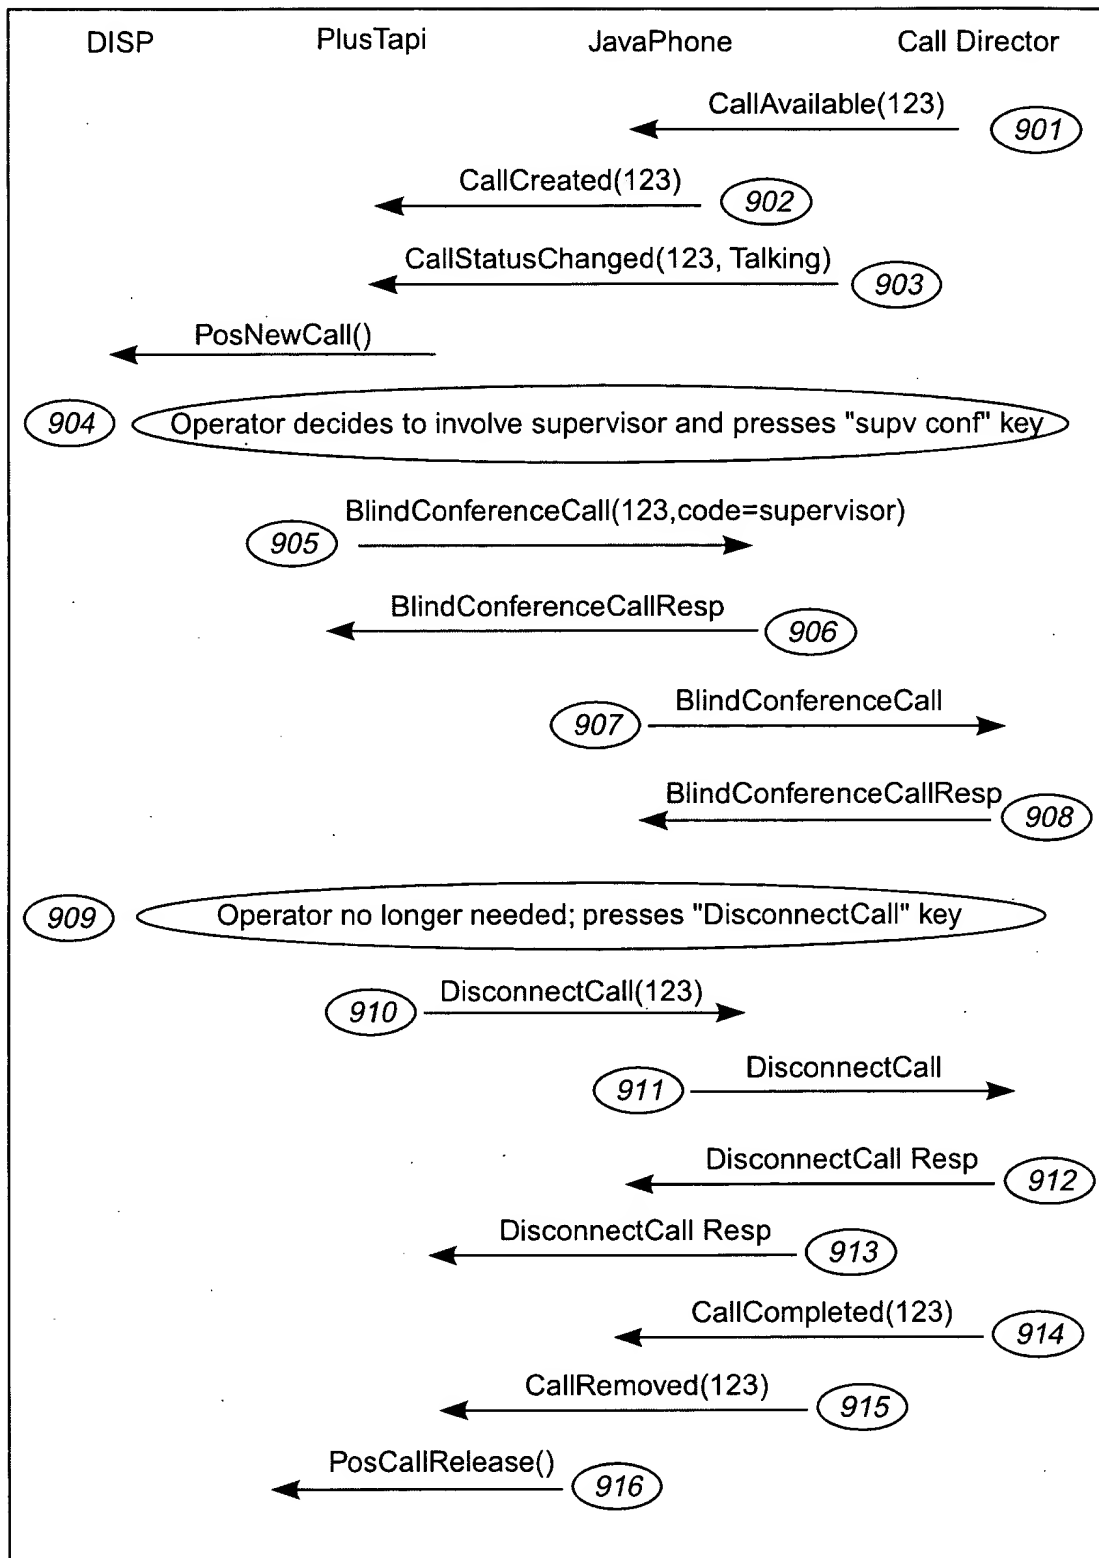 DISP PlusTapi JavaPhone Call Director
CallAvailable(123) 901
CallCreated(123) 902
CallStatusChanged(123, Talking) 903
PosNewCall()
904 Operator decides to involve supervisor and presses "supv conf" key
BlindConferenceCall(123,code=supervisor)
905
BlindConferenceCallResp
906
BlindConferenceCall
907
BlindConferenceCallResp
908
909 Operator no longer needed; presses "DisconnectCall" key
DisconnectCall(123)
910
DisconnectCall
911
DisconnectCall Resp
912
DisconnectCall Resp
913
CallCompleted(123)
914
CallRemoved(123)
915
PosCallRelease()
916